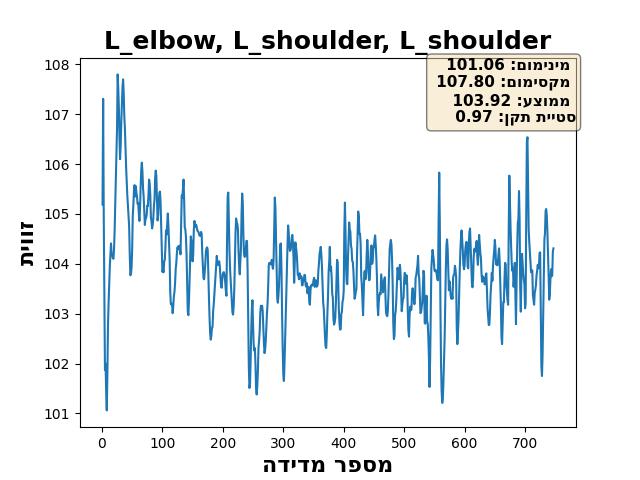 L_elbow, L_shoulder, L_shoulder
מינימום: 101.06
מקסימום: 107.80
ממוצע: 103.92
סטיית תקן: 0.97
108
107
106
105
104
103
102
101
זווית
0 100 200 300 400 500 600 700
מספר מדידה